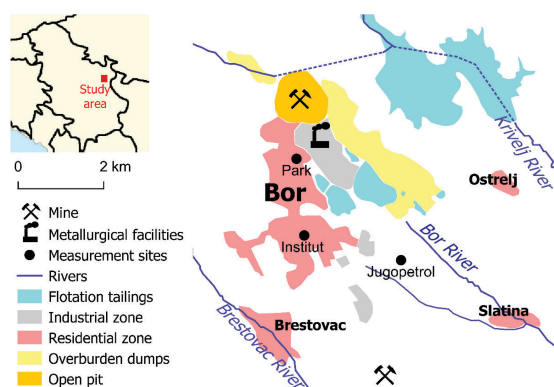 Study
area
0
2 km
Mine
Metallurgical facilities
Measurement sites
Rivers
Flotation tailings
Industrial zone
Residential zone
Overburden dumps
Open pit
Park
Bor
Institut
Jugopetrol
Ostrelj
Krivelj River
Bor River
Slatina
Brestovac
Brestovac River